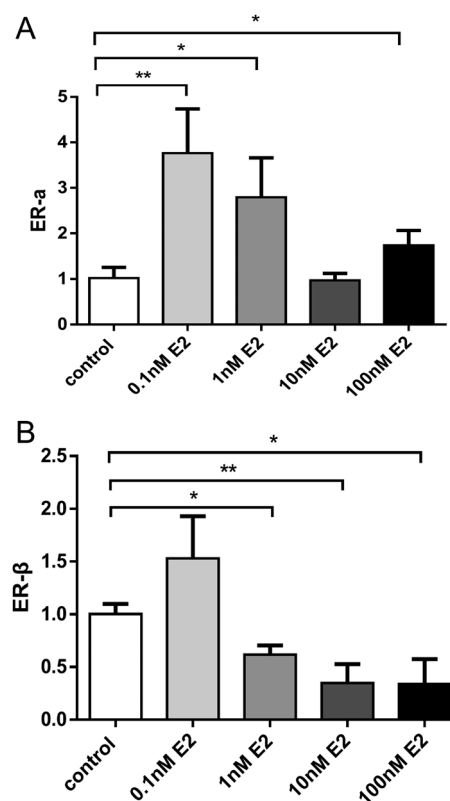 A
*
*
**
ER-a
5
4
3
2
1
0
control
0.1nM E2
1nM E2
10nM E2
100nM E2
B
*
**
*
ER-β
2.5
2.0
1.5
1.0
0.5
0.0
control
0.1nM E2
1nM E2
10nM E2
100nM E2